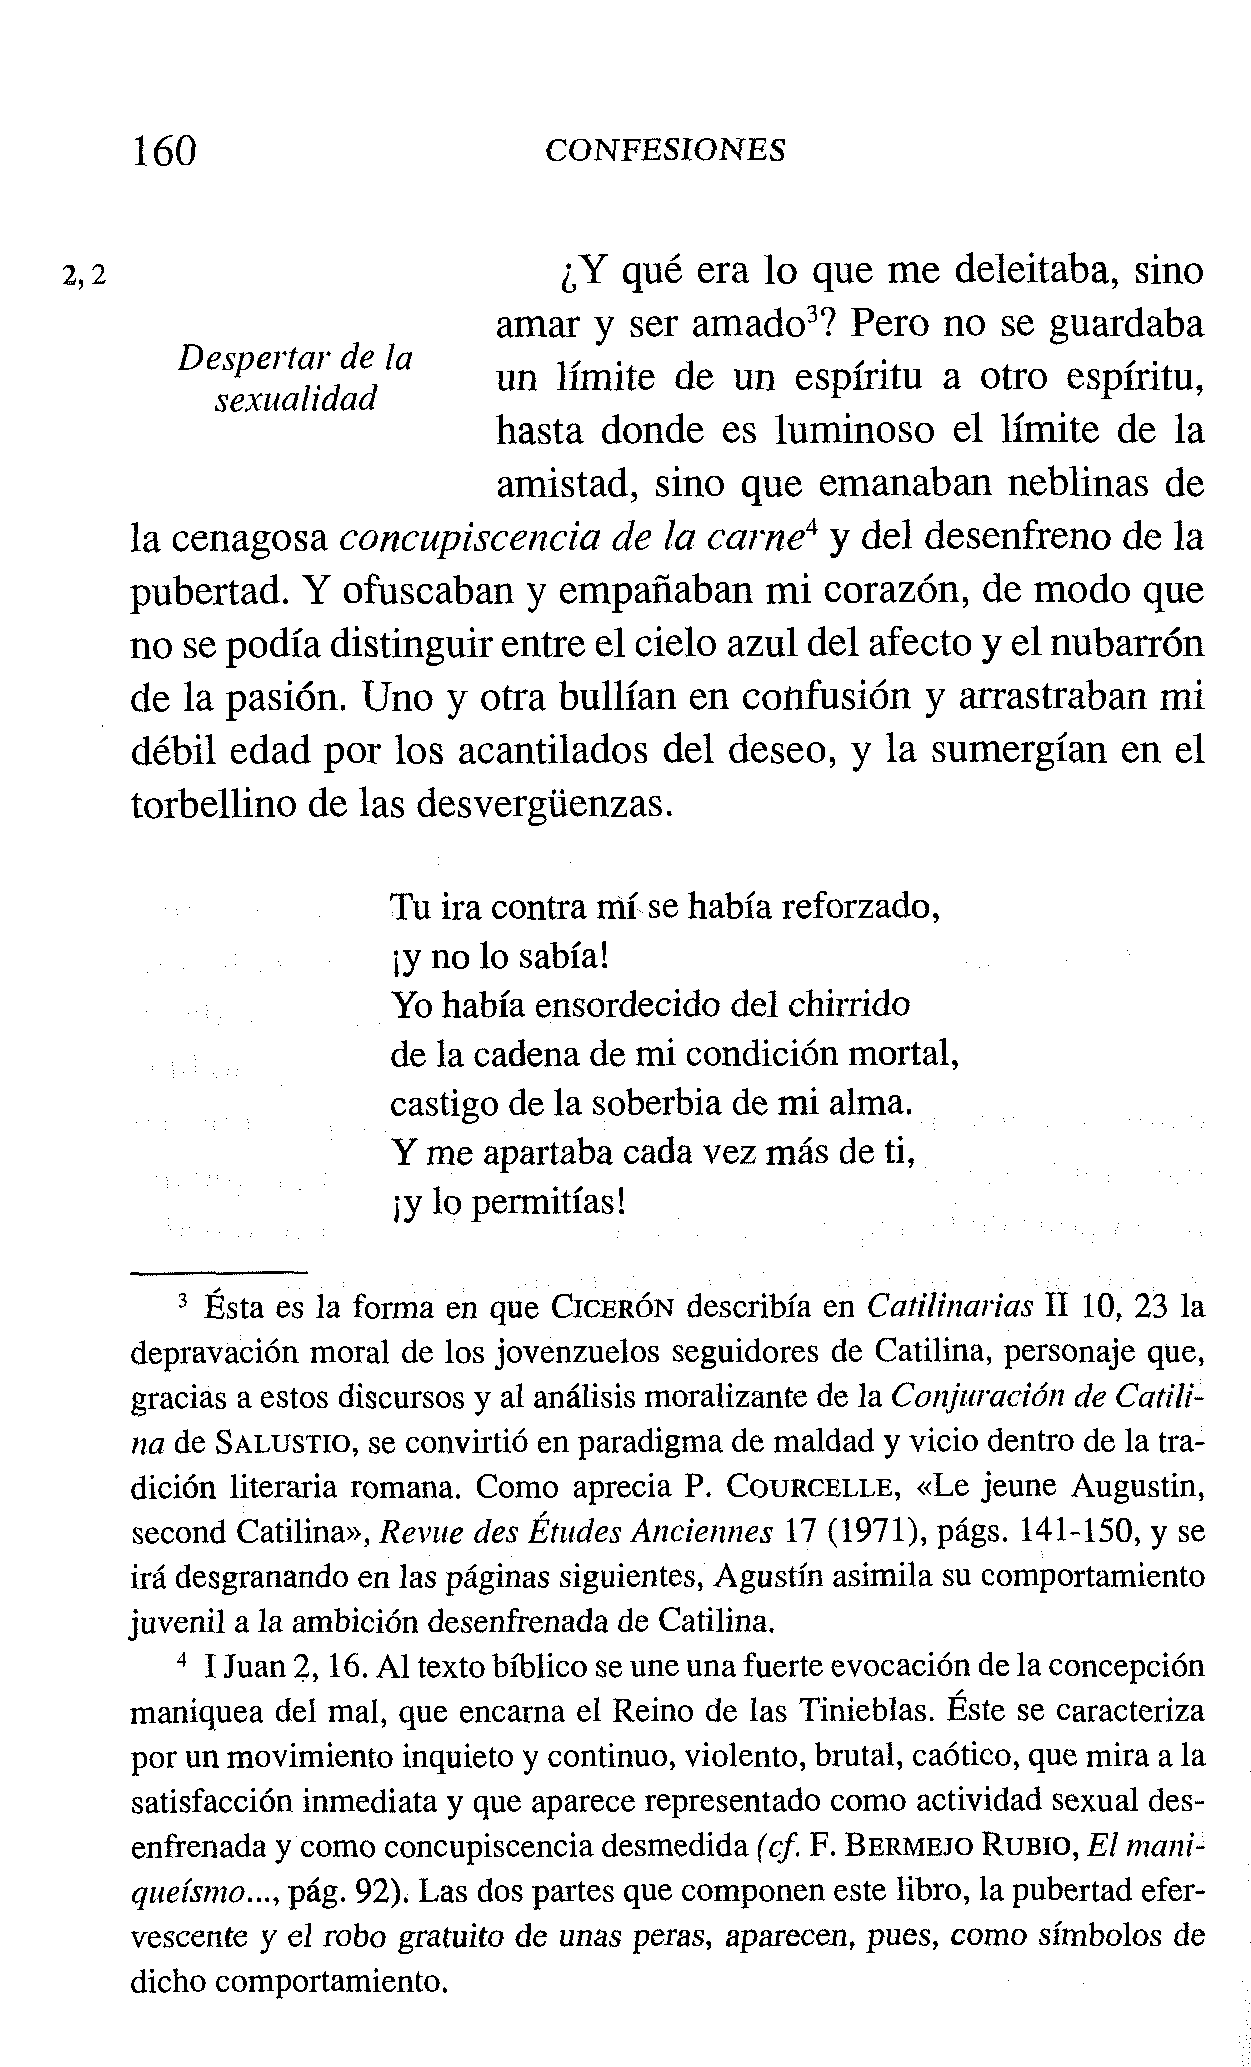 160
CONFESIONES
2, 2
Despertar de la
sexualidad
¿Y qué era lo que me deleitaba, sino
amar y ser amado³? Pero no se guardaba
un límite de un espíritu a otro espíritu,
hasta donde es luminoso el límite de la
amistad, sino que emanaban neblinas de
la cenagosa concupiscencia de la carne⁴ y del desenfreno de la
pubertad. Y ofuscaban y empañaban mi corazón, de modo que
no se podía distinguir entre el cielo azul del afecto y el nubarrón
de la pasión. Uno y otra bullían en confusión y arrastraban mi
débil edad por los acantilados del deseo, y la sumergían en el
torbellino de las desvergüenzas.
Tu ira contra mí se había reforzado,
¡y no lo sabía!
Yo había ensordecido del chirrido
de la cadena de mi condición mortal,
castigo de la soberbia de mi alma.
Y me apartaba cada vez más de ti,
¡y lo permitías!
³ Ésta es la forma en que CICERÓN describía en Catilinarias II 10, 23 la
depravación moral de los jovenzuelos seguidores de Catilina, personaje que,
gracias a estos discursos y al análisis moralizante de la Conjuración de Catili-
na de SALUSTIO, se convirtió en paradigma de maldad y vicio dentro de la tra-
dición literaria romana. Como aprecia P. COURCELLE, «Le jeune Augustin,
second Catilina», Revue des Études Anciennes 17 (1971), págs. 141-150, y se
irá desgranando en las páginas siguientes, Agustín asimila su comportamiento
juvenil a la ambición desenfrenada de Catilina.
⁴ I Juan 2, 16. Al texto bíblico se une una fuerte evocación de la concepción
maniquea del mal, que encarna el Reino de las Tinieblas. Éste se caracteriza
por un movimiento inquieto y continuo, violento, brutal, caótico, que mira a la
satisfacción inmediata y que aparece representado como actividad sexual des-
enfrenada y como concupiscencia desmedida (cf. F. BERMEJO RUBIO, El mani-
queísmo..., pág. 92). Las dos partes que componen este libro, la pubertad efer-
vescente y el robo gratuito de unas peras, aparecen, pues, como símbolos de
dicho comportamiento.